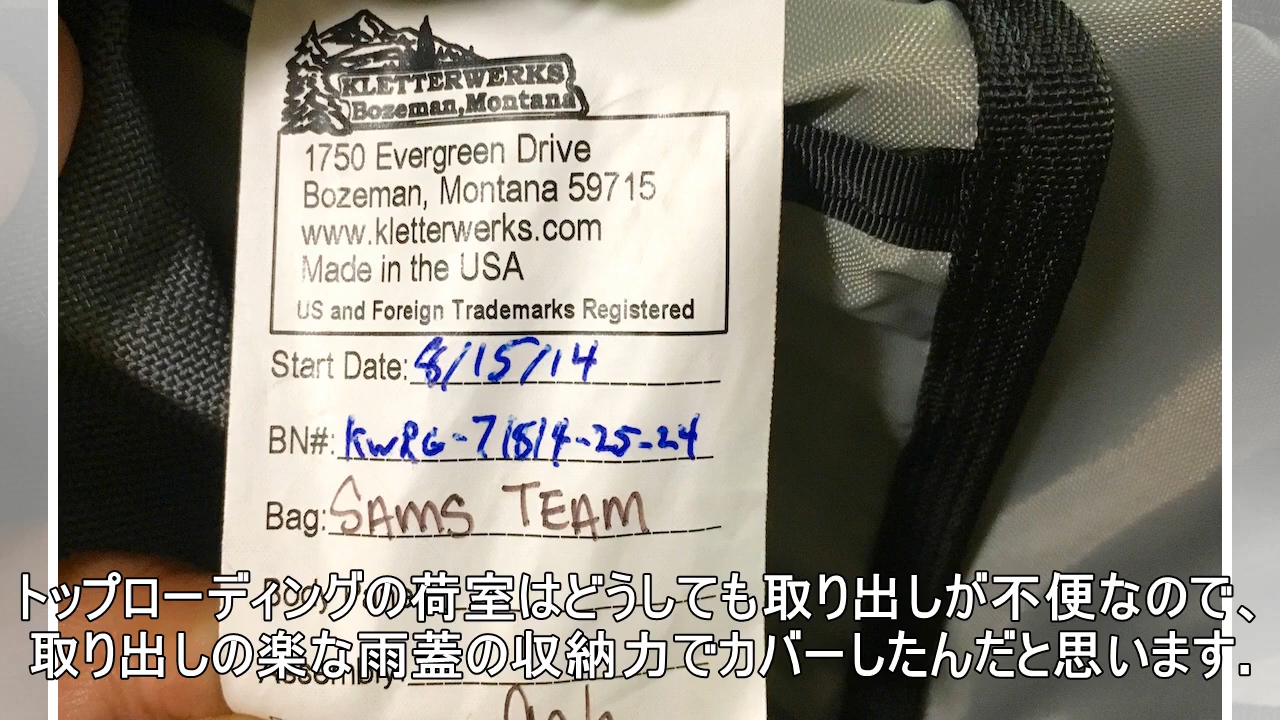 KLETTERWERKS
Bozeman, Montana
1750 Evergreen Drive
Bozeman, Montana 59715
www.kletterwerks.com
Made in the USA
US and Foreign Trademarks Registered
Start Date: 8/15/14
BN#: KWRG-71814-25-24
Bag: SAMS TEAM
トップローディングの荷室はどうしても取り出しが不便なので、
取り出しの楽な雨蓋の収納力でカバーしたんだと思います.
Assembly